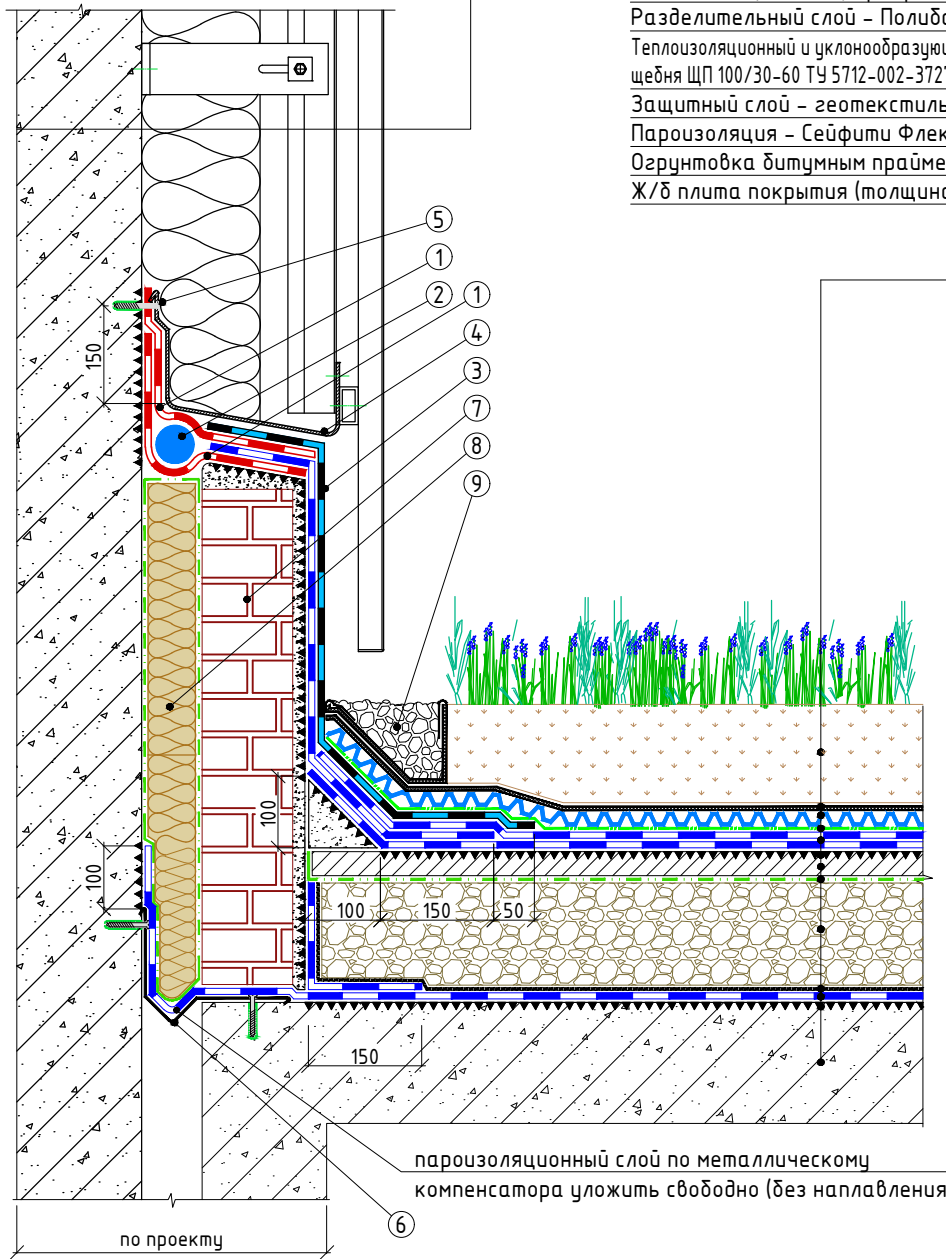 Разделительный слой – Полибо
Теплоизоляционный и уклонообразующ
щебня ЩП 100/30-60 ТУ 5712-002-3727
Защитный слой – геотекстиль
Пароизоляция – Сейфити Флек
Огрунтовка битумным прайме
Ж/б плита покрытия (толщина
5
1
2
1
4
3
7
8
9
150
100
100
100
150
50
150
пароизоляционный слой по металлическому
компенсатора уложить свободно (без наплавления
6
по проекту